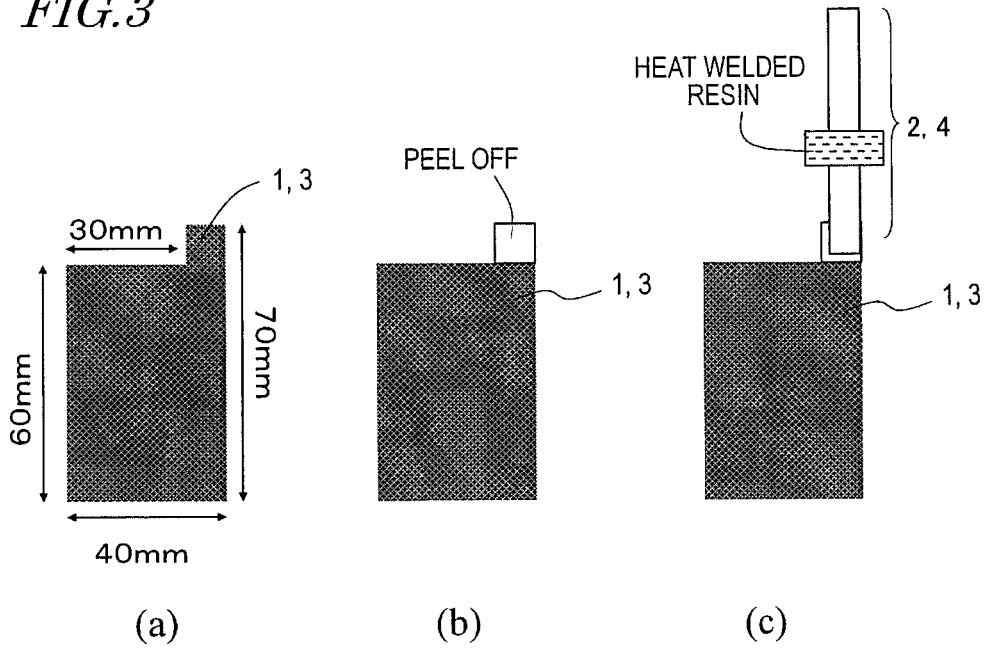 FIG.3
HEAT WELDED
RESIN
2, 4
PEEL OFF
1, 3
30mm
1, 3
1, 3
70mm
60mm
40mm
(a)
(b)
(c)